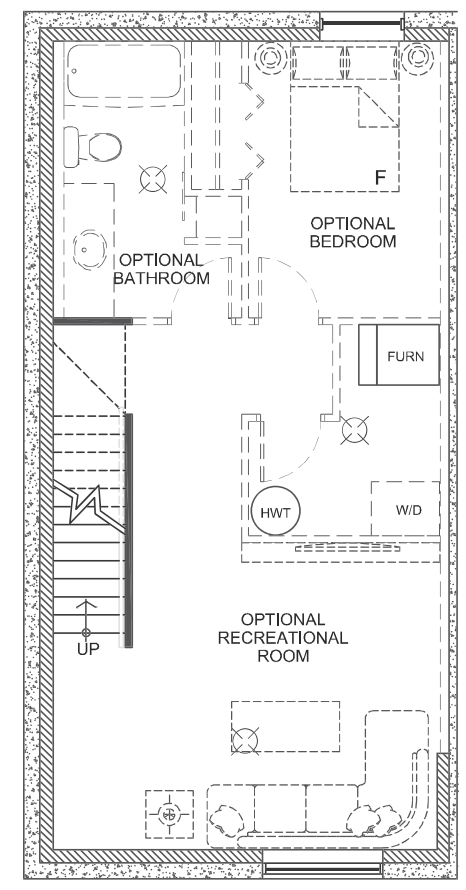 F
OPTIONAL
BEDROOM
OPTIONAL
BATHROOM
FURN
HWT
W/D
UP
OPTIONAL
RECREATIONAL
ROOM